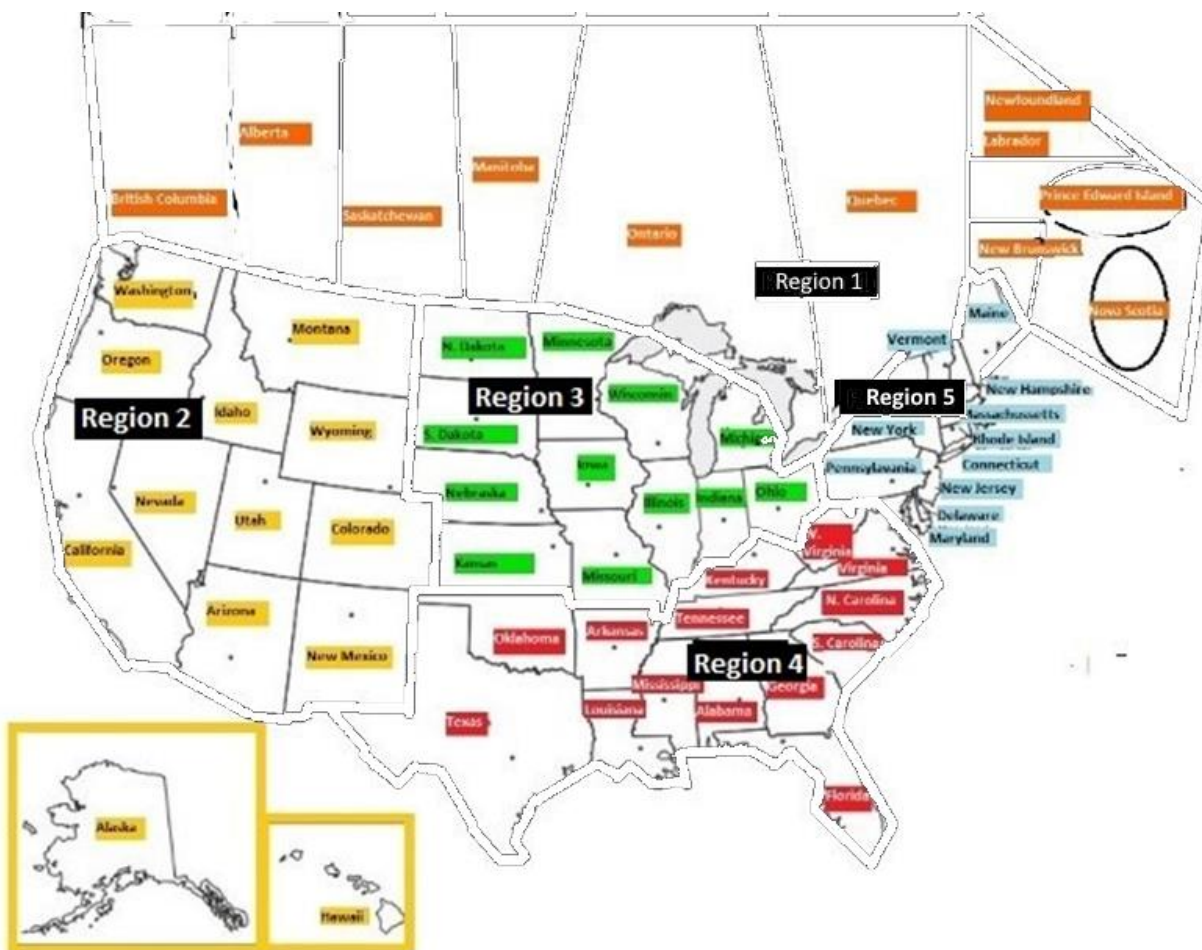 Newfoundland
Labrador
Alberta
Manitoba
British Columbia
Saskatchewan
Ontario
Quebec
Prince Edward Island
New Brunswick
Nova Scotia
Region 1
Washington
Montana
Oregon
Idaho
Wyoming
Region 2
Nevada
Utah
Colorado
California
Arizona
New Mexico
Alaska
Hawaii
N. Dakota
Minnesota
Region 3
Wisconsin
S. Dakota
Michig
Iowa
Nebraska
Illinois
Indiana
Ohio
Kansas
Missouri
Maine
Vermont
New Hampshire
Region 5
Massachusetts
New York
Rhode Island
Pennsylvania
Connecticut
New Jersey
Delaware
Maryland
W.
Virginia
Virginia
Kentucky
N. Carolina
Tennessee
Arkansas
Oklahoma
S. Carolina
Region 4
Mississippi
Georgia
Louisiana
Alabama
Texas
Florida